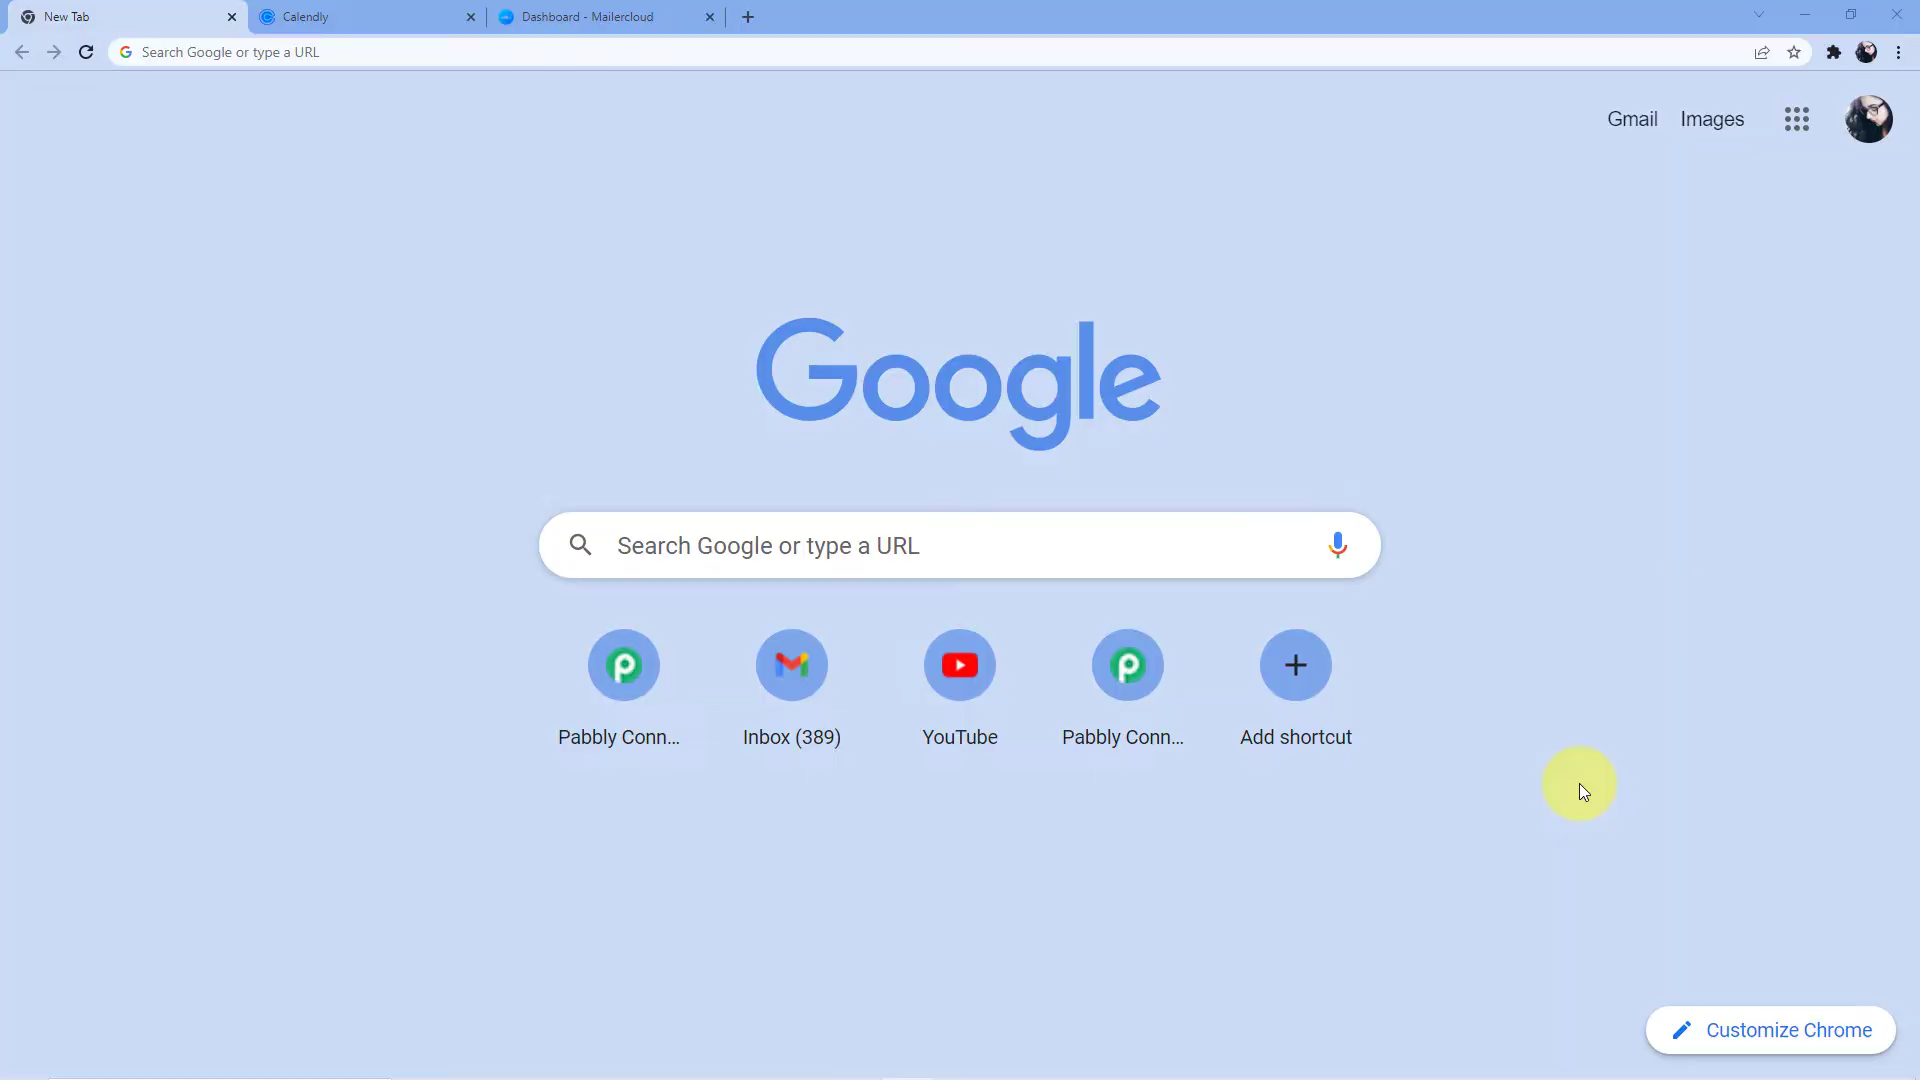 New Tab
Calendly
Dashboard - Mailercloud
Search Google or type a URL
Gmail
Images
Google
Search Google or type a URL
Pabbly Conn...
Inbox (389)
YouTube
Pabbly Conn...
Add shortcut
Customize Chrome